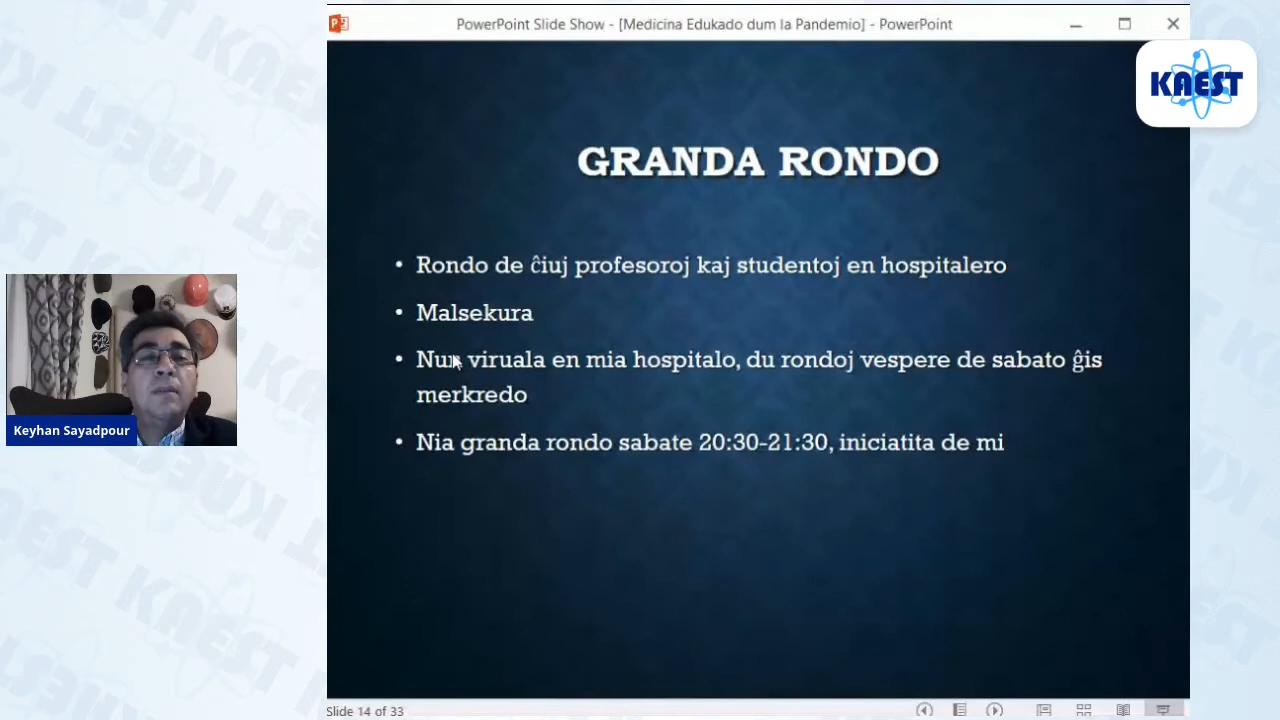 PowerPoint Slide Show - [Medicina Edukado dum la Pandemio] - PowerPoint
KAEST
GRANDA RONDO
• Rondo de ĉiuj profesoroj kaj studentoj en hospitalero
• Malsekura
• Nun viruala en mia hospitalo, du rondoj vespere de sabato ĝis
merkredo
• Nia granda rondo sabate 20:30-21:30, iniciatita de mi
Keyhan Sayadpour
Slide 14 of 33